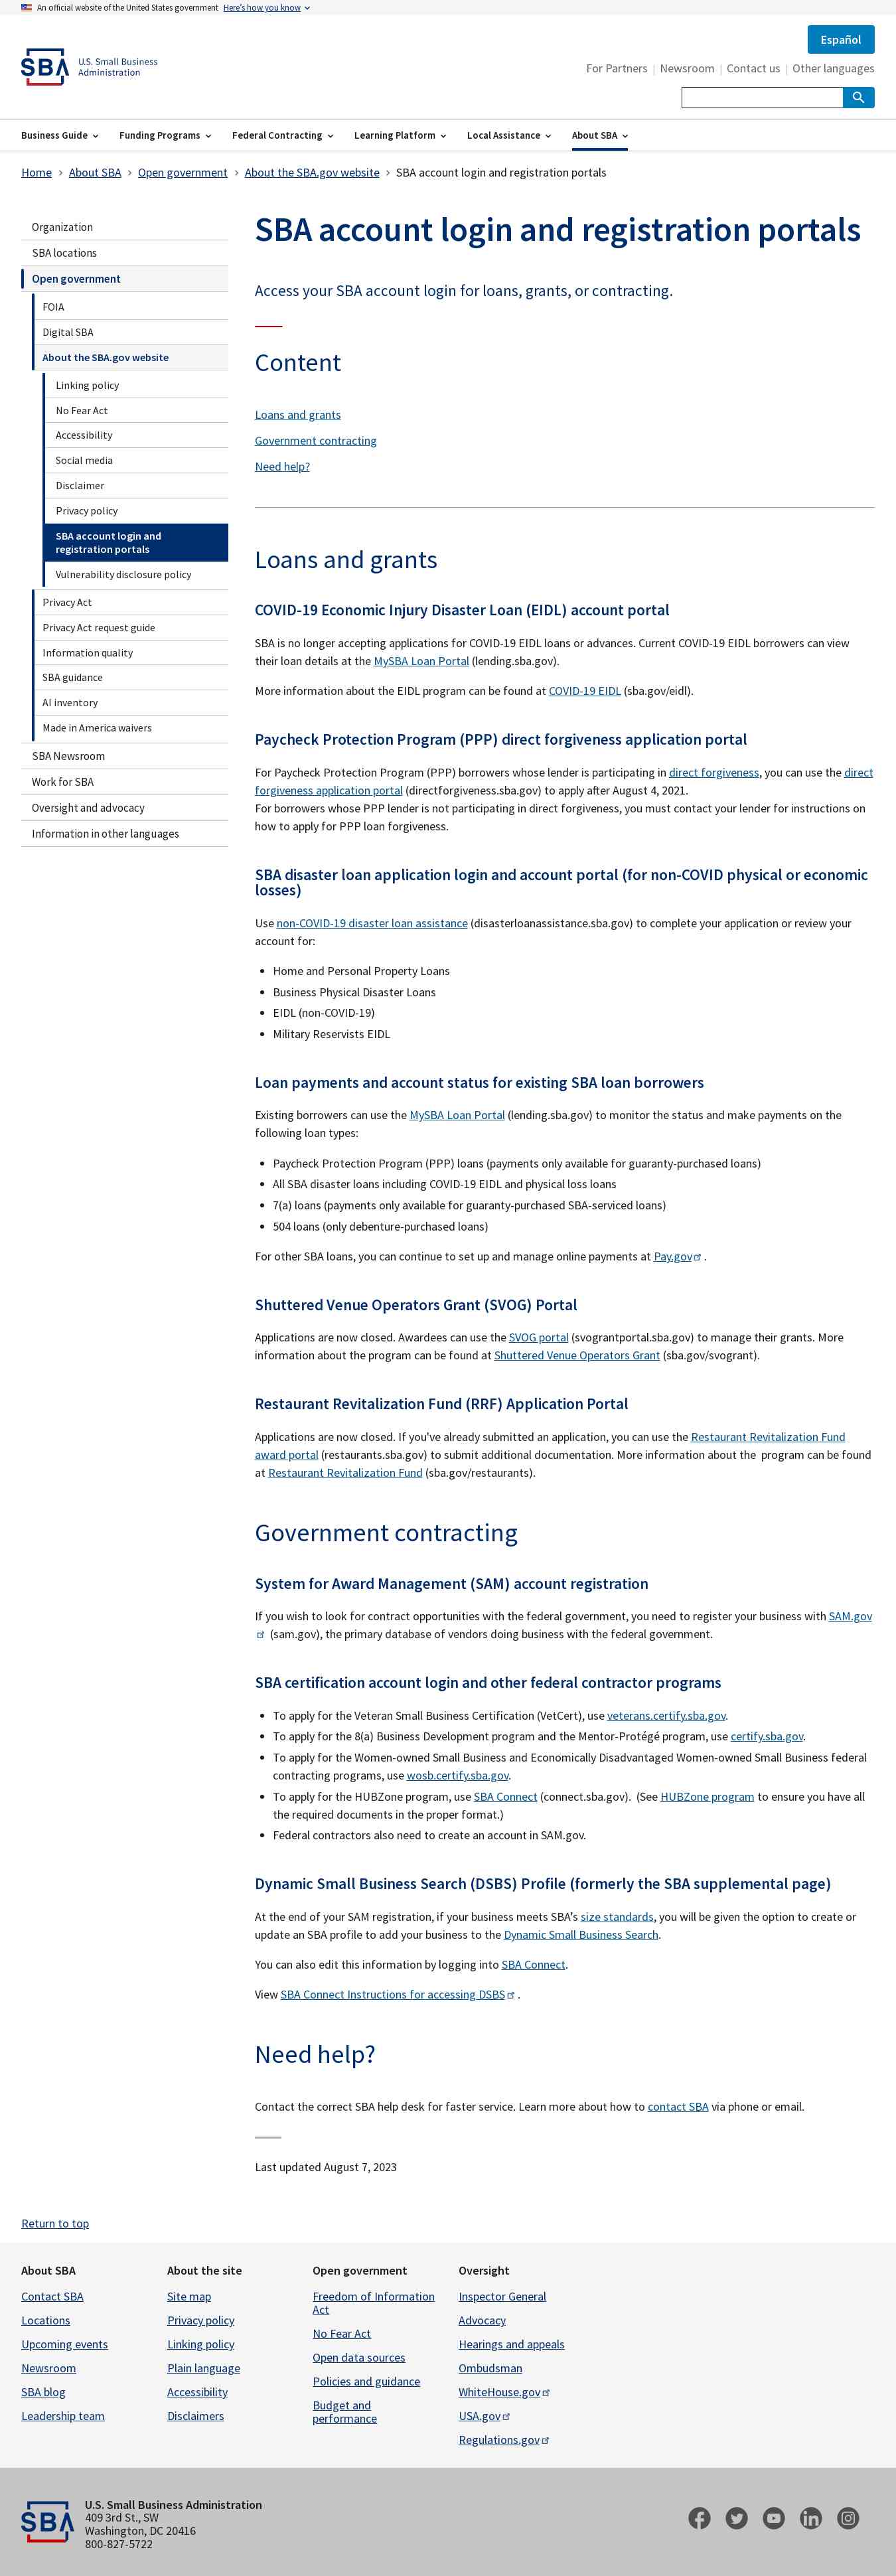 An official website of the United States government Here's how you know
Español
SBA U.S. Small Business
Administration
For Partners | Newsroom | Contact us | Other languages
Business Guide Funding Programs Federal Contracting Learning Platform Local Assistance About SBA
Home > About SBA > Open government > About the SBA.gov website > SBA account login and registration portals
Organization
SBA locations
Open government
FOIA
Digital SBA
About the SBA.gov website
Linking policy
No Fear Act
Accessibility
Social media
Disclaimer
Privacy policy
SBA account login and
registration portals
Vulnerability disclosure policy
Privacy Act
Privacy Act request guide
Information quality
SBA guidance
AI inventory
Made in America waivers
SBA Newsroom
Work for SBA
Oversight and advocacy
Information in other languages
SBA account login and registration portals
Access your SBA account login for loans, grants, or contracting.
Content
Loans and grants
Government contracting
Need help?
Loans and grants
COVID-19 Economic Injury Disaster Loan (EIDL) account portal
SBA is no longer accepting applications for COVID-19 EIDL loans or advances. Current COVID-19 EIDL borrowers can view
their loan details at the MySBA Loan Portal (lending.sba.gov).
More information about the EIDL program can be found at COVID-19 EIDL (sba.gov/eidl).
Paycheck Protection Program (PPP) direct forgiveness application portal
For Paycheck Protection Program (PPP) borrowers whose lender is participating in direct forgiveness, you can use the direct
forgiveness application portal (directforgiveness.sba.gov) to apply after August 4, 2021.
For borrowers whose PPP lender is not participating in direct forgiveness, you must contact your lender for instructions on
how to apply for PPP loan forgiveness.
SBA disaster loan application login and account portal (for non-COVID physical or economic
losses)
Use non-COVID-19 disaster loan assistance (disasterloanassistance.sba.gov) to complete your application or review your
account for:
• Home and Personal Property Loans
• Business Physical Disaster Loans
• EIDL (non-COVID-19)
• Military Reservists EIDL
Loan payments and account status for existing SBA loan borrowers
Existing borrowers can use the MySBA Loan Portal (lending.sba.gov) to monitor the status and make payments on the
following loan types:
• Paycheck Protection Program (PPP) loans (payments only available for guaranty-purchased loans)
• All SBA disaster loans including COVID-19 EIDL and physical loss loans
• 7(a) loans (payments only available for guaranty-purchased SBA-serviced loans)
• 504 loans (only debenture-purchased loans)
For other SBA loans, you can continue to set up and manage online payments at Pay.gov .
Shuttered Venue Operators Grant (SVOG) Portal
Applications are now closed. Awardees can use the SVOG portal (svograntportal.sba.gov) to manage their grants. More
information about the program can be found at Shuttered Venue Operators Grant (sba.gov/svogrant).
Restaurant Revitalization Fund (RRF) Application Portal
Applications are now closed. If you've already submitted an application, you can use the Restaurant Revitalization Fund
award portal (restaurants.sba.gov) to submit additional documentation. More information about the program can be found
at Restaurant Revitalization Fund (sba.gov/restaurants).
Government contracting
System for Award Management (SAM) account registration
If you wish to look for contract opportunities with the federal government, you need to register your business with SAM.gov
(sam.gov), the primary database of vendors doing business with the federal government.
SBA certification account login and other federal contractor programs
• To apply for the Veteran Small Business Certification (VetCert), use veterans.certify.sba.gov.
• To apply for the 8(a) Business Development program and the Mentor-Protégé program, use certify.sba.gov.
• To apply for the Women-owned Small Business and Economically Disadvantaged Women-owned Small Business federal
contracting programs, use wosb.certify.sba.gov.
• To apply for the HUBZone program, use SBA Connect (connect.sba.gov). (See HUBZone program to ensure you have all
the required documents in the proper format.)
• Federal contractors also need to create an account in SAM.gov.
Dynamic Small Business Search (DSBS) Profile (formerly the SBA supplemental page)
At the end of your SAM registration, if your business meets SBA’s size standards, you will be given the option to create or
update an SBA profile to add your business to the Dynamic Small Business Search.
You can also edit this information by logging into SBA Connect.
View SBA Connect Instructions for accessing DSBS .
Need help?
Contact the correct SBA help desk for faster service. Learn more about how to contact SBA via phone or email.
Last updated August 7, 2023
Return to top
About SBA
Contact SBA
Locations
Upcoming events
Newsroom
SBA blog
Leadership team
About the site
Site map
Privacy policy
Linking policy
Plain language
Accessibility
Disclaimers
Open government
Freedom of Information
Act
No Fear Act
Open data sources
Policies and guidance
Budget and
performance
Oversight
Inspector General
Advocacy
Hearings and appeals
Ombudsman
WhiteHouse.gov
USA.gov
Regulations.gov
SBA
U.S. Small Business Administration
409 3rd St., SW
Washington, DC 20416
800-827-5722